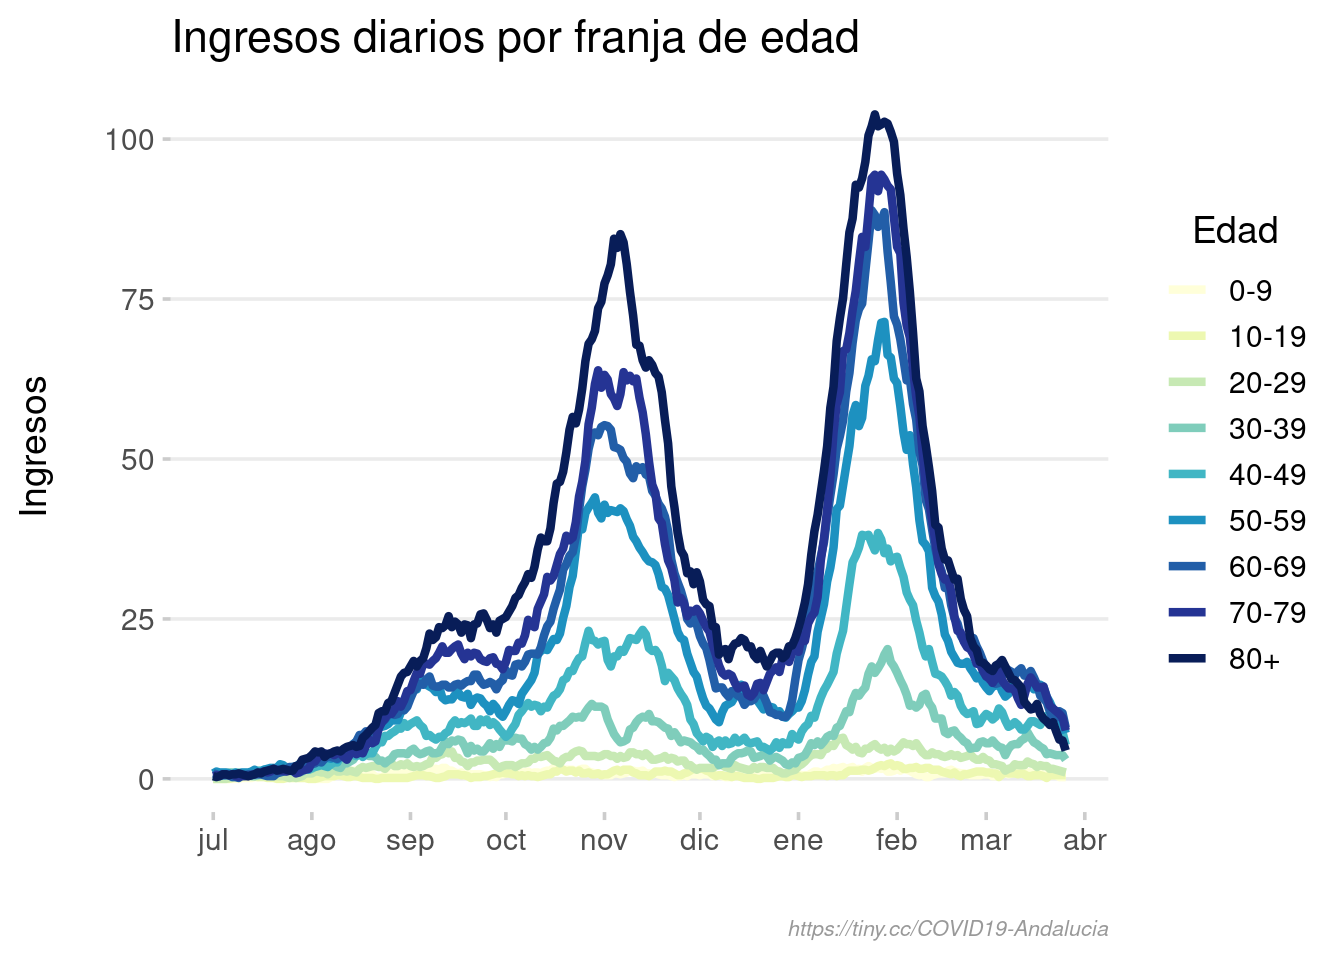 Ingresos diarios por franja de edad
Ingresos
100
75
50
25
0
jul ago sep oct nov dic ene feb mar abr
Edad
0-9
10-19
20-29
30-39
40-49
50-59
60-69
70-79
80+
https://tiny.cc/COVID19-Andalucia